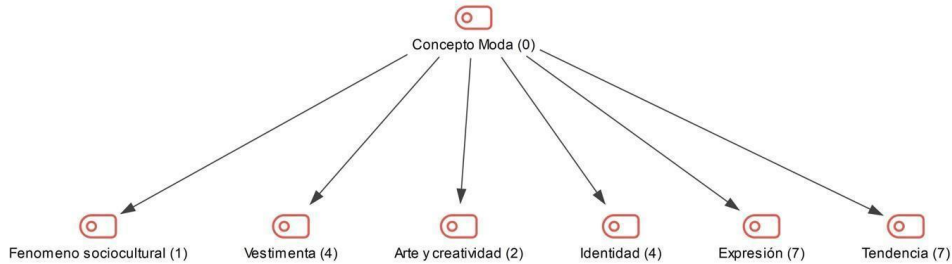 Concepto Moda (0)
Fenomeno sociocultural (1)
Vestimenta (4)
Arte y creatividad (2)
Identidad (4)
Expresión (7)
Tendencia (7)